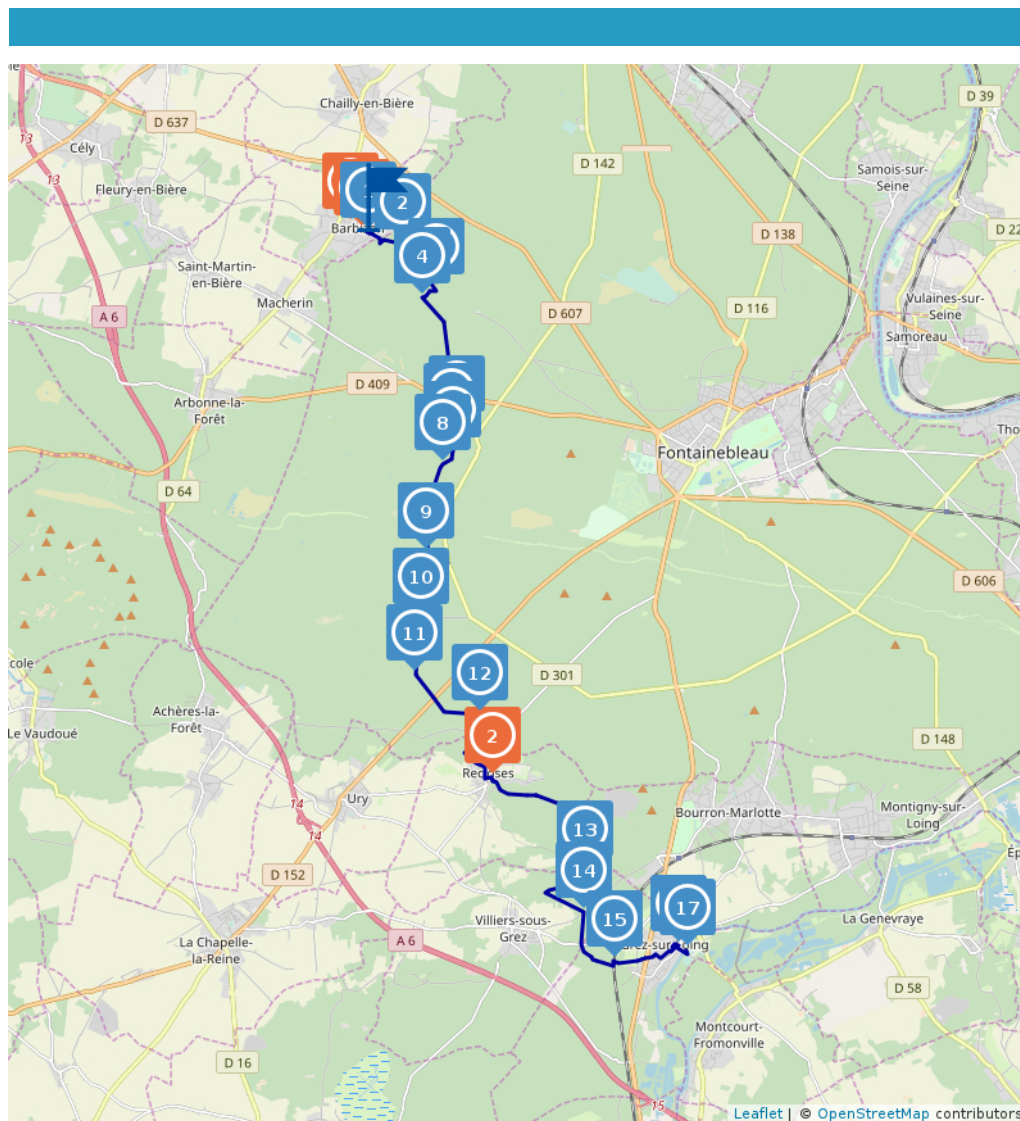 Chailly-en-Bière
D 39
D 637
13
Cély
D 142
Samois-sur-
Seine
Fleury-en-Bière
2
D 138
4
Saint-Martin-
en-Bière
Macherin
Vulaines-sur-
Seine
Samoreau
A 6
D 607
D 116
D 409
Arbonne-la-
Forêt
8
Fontainebleau
D 64
9
10
D 606
11
12
D 301
Achères-la-
Forêt
Le Vaudoué
2
D 148
14
14
Ury
Bourron-Marlotte
Montigny-sur-
Loing
13
14
D 152
15
17
Villiers-sous-
Grez
La Genevraye
La Chapelle-
la-Reine
A 6
D 58
Montcourt-
Fromonville
D 16
15
Leaflet | © OpenStreetMap contributors